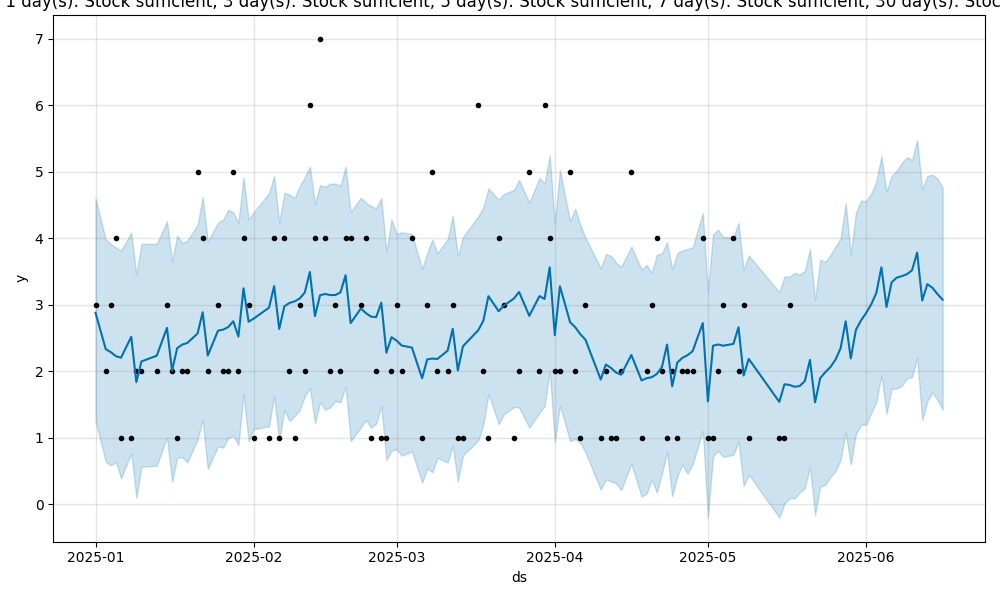 1 day(s): Stock sufficient, 3 day(s): Stock sufficient, 5 day(s): Stock sufficient, 7 day(s): Stock sufficient, 30 day(s): Stoc
7
6
5
4
3
2
1
0
y
2025-01 2025-02 2025-03 2025-04 2025-05 2025-06
ds